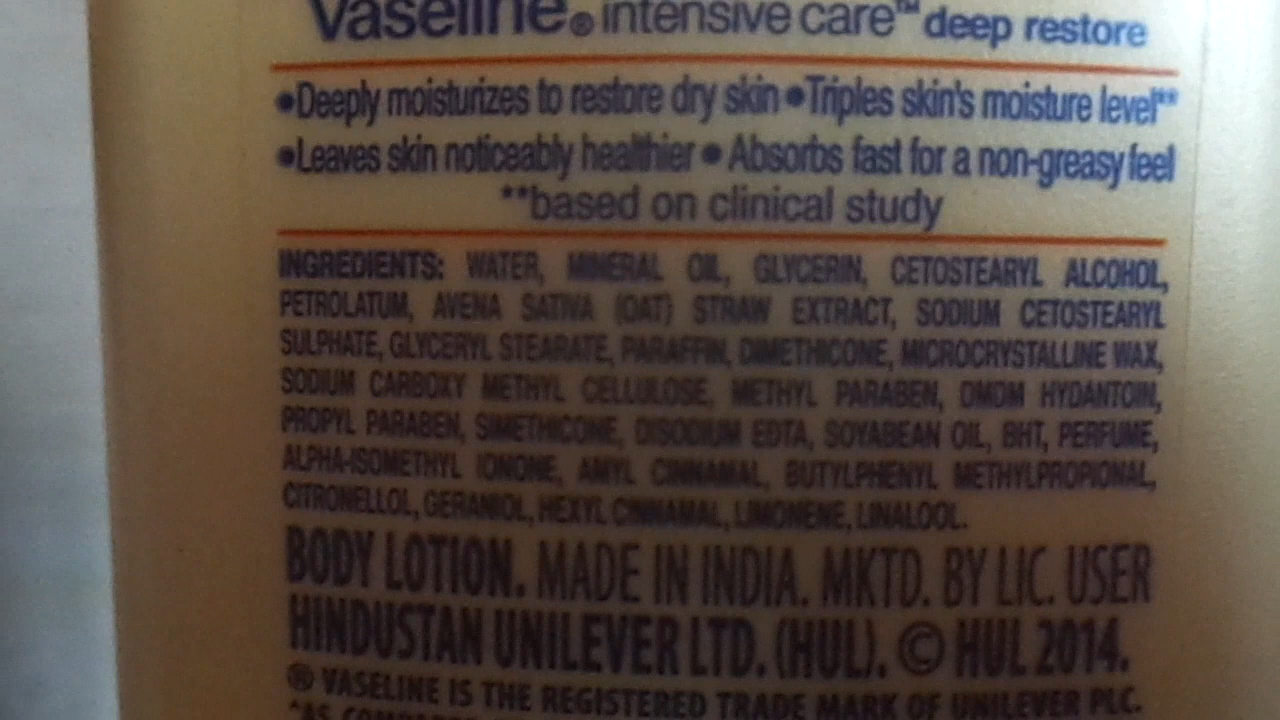 Vaseline® intensive care™ deep restore
•Deeply moisturizes to restore dry skin •Triples skin's moisture level**
•Leaves skin noticeably healthier • Absorbs fast for a non-greasy feel
**based on clinical study
INGREDIENTS: WATER, MINERAL OIL, GLYCERIN, CETOSTEARYL ALCOHOL,
PETROLATUM, AVENA SATIVA (OAT) STRAW EXTRACT, SODIUM CETOSTEARYL
SULPHATE, GLYCERYL STEARATE, PARAFFIN, DIMETHICONE, MICROCRYSTALLINE WAX,
SODIUM CARBOXY METHYL CELLULOSE, METHYL PARABEN, DMDM HYDANTOIN,
PROPYL PARABEN, SIMETHICONE, DISODIUM EDTA, SOYABEAN OIL, BHT, PERFUME,
ALPHA-ISOMETHYL IONONE, AMYL CINNAMAL, BUTYLPHENYL METHYLPROPIONAL,
CITRONELLOL, GERANIOL, HEXYL CINNAMAL, LIMONENE, LINALOOL.
BODY LOTION. MADE IN INDIA. MKTD. BY LIC. USER
HINDUSTAN UNILEVER LTD. (HUL). © HUL 2014.
® VASELINE IS THE REGISTERED TRADE MARK OF UNILEVER PLC.